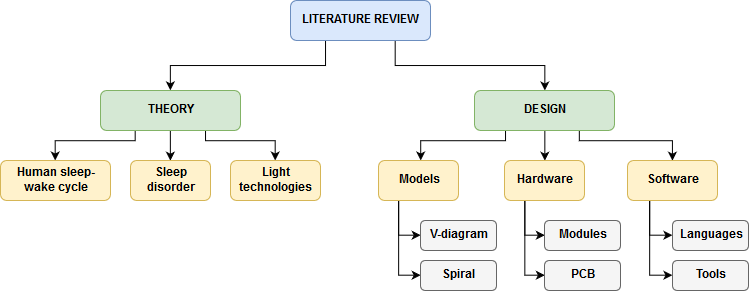 LITERATURE REVIEW
THEORY
DESIGN
Human sleep-
wake cycle
Sleep
disorder
Light
technologies
Models
Hardware
Software
V-diagram
Modules
Languages
Spiral
PCB
Tools